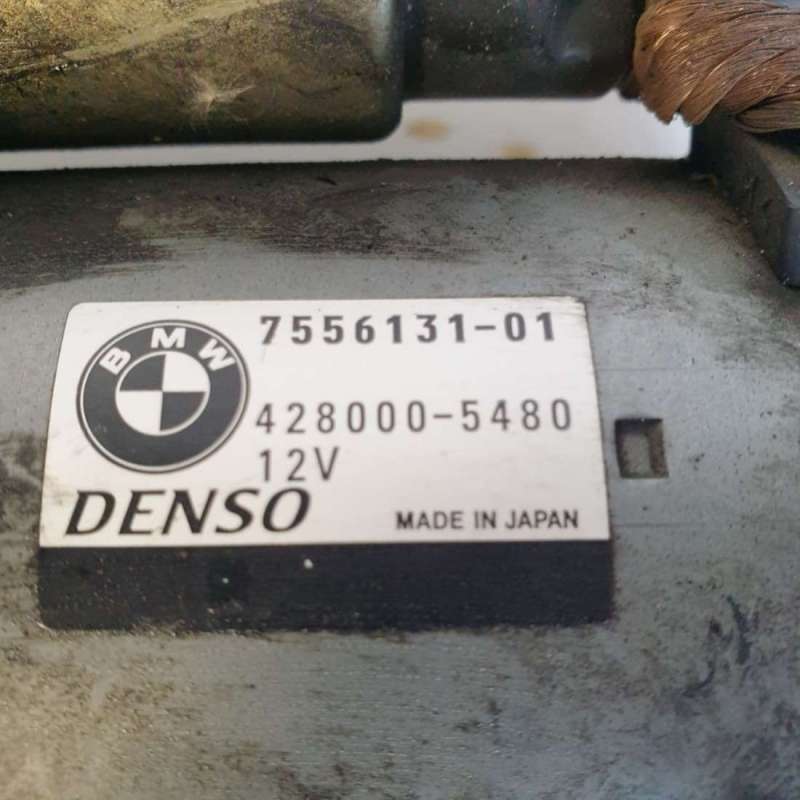 BMW
7556131-01
428000-5480
12V
DENSO
MADE IN JAPAN